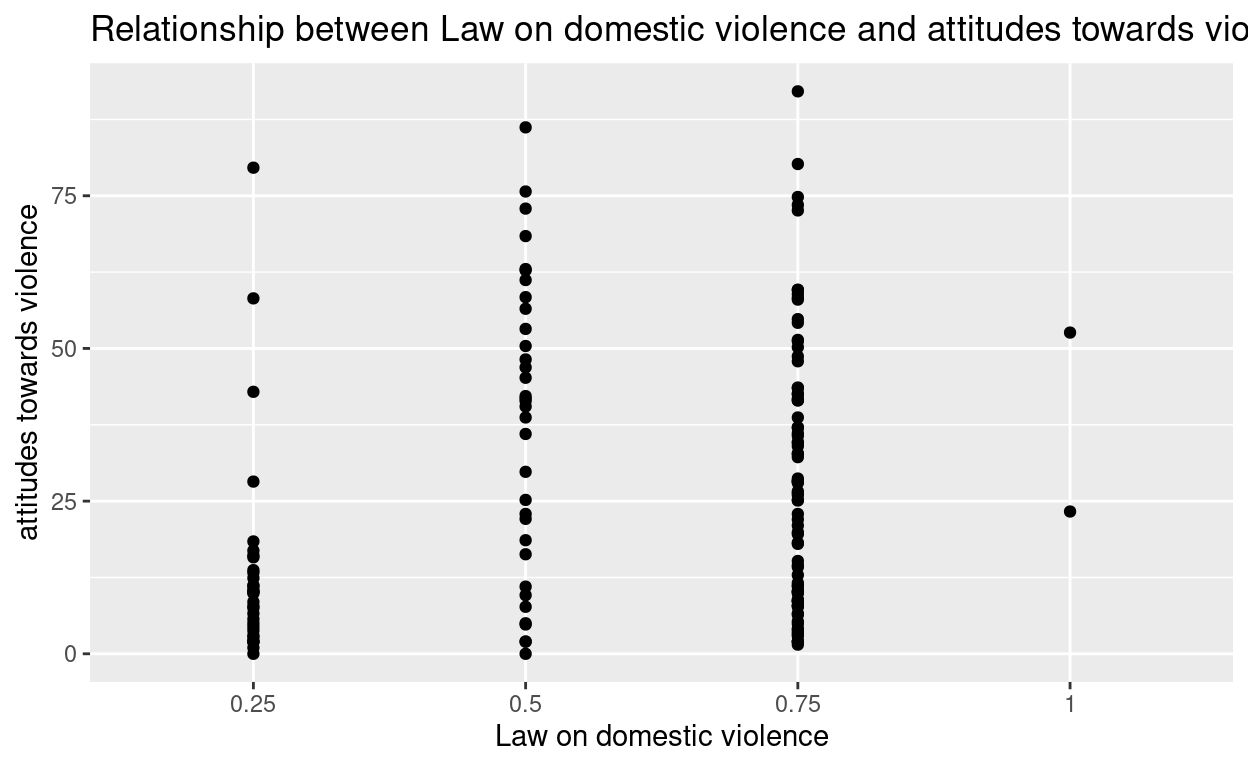 Relationship between Law on domestic violence and attitudes towards vio
75
50
25
0
attitudes towards violence
0.25 0.5 0.75 1
Law on domestic violence